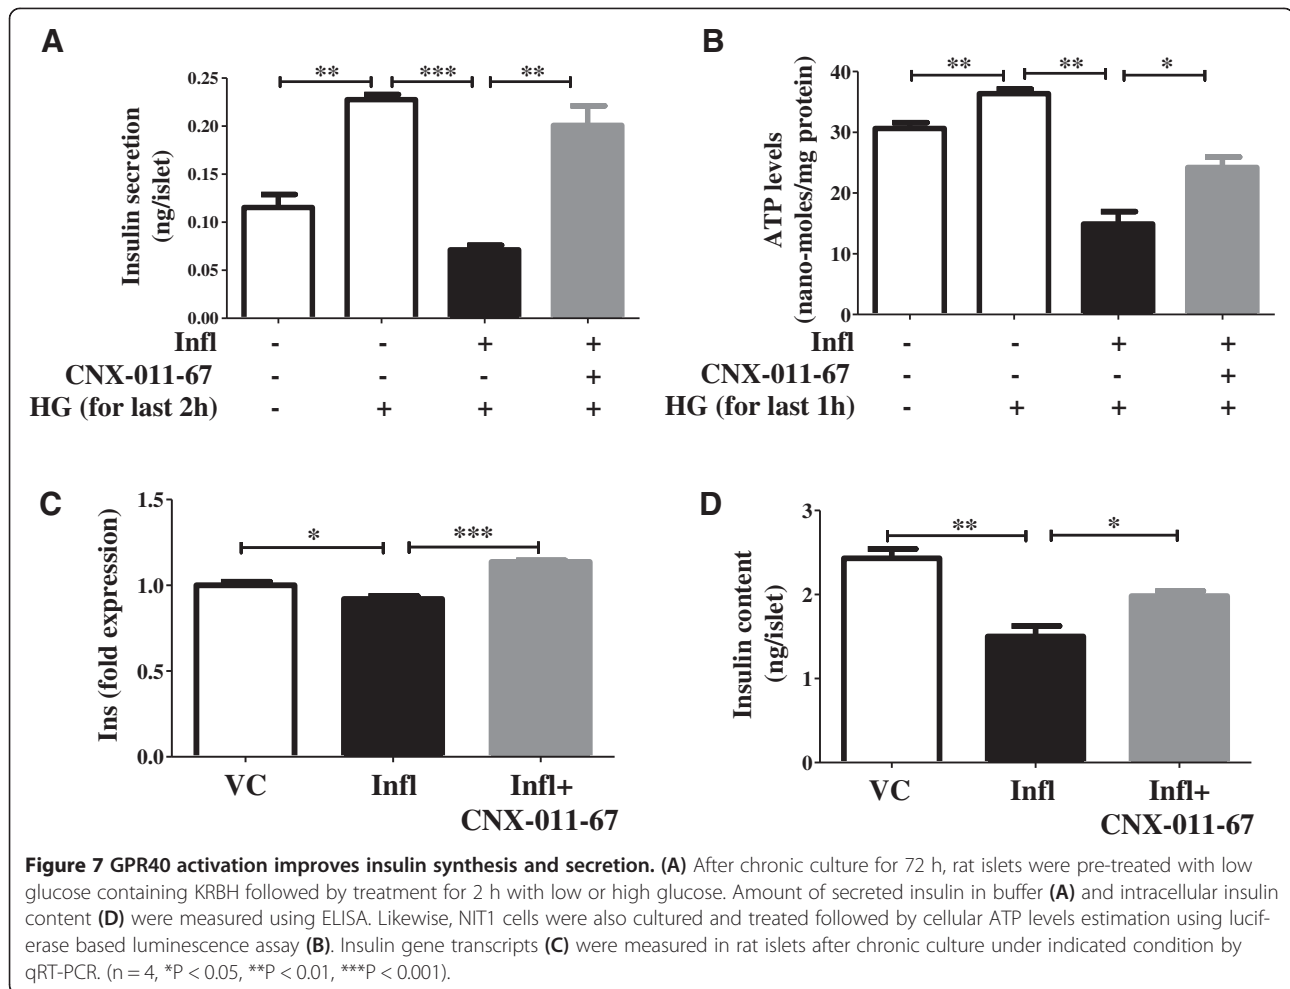 A
Insulin secretion
(ng/islet)
0.25
0.20
0.15
0.10
0.05
0.00
** *** **
Infl - - + +
CNX-011-67 - - - +
HG (for last 2h) - + + +
B
ATP levels
(nano-moles/mg protein)
40
30
20
10
0
** ** *
Infl - - + +
CNX-011-67 - - - +
HG (for last 1h) - + + +
C
Ins (fold expression)
1.5
1.0
0.5
0.0
* ***
VC Infl Infl+
CNX-011-67
D
Insulin content
(ng/islet)
3
2
1
0
** *
VC Infl Infl+
CNX-011-67
Figure 7 GPR40 activation improves insulin synthesis and secretion. (A) After chronic culture for 72 h, rat islets were pre-treated with low
glucose containing KRBH followed by treatment for 2 h with low or high glucose. Amount of secreted insulin in buffer (A) and intracellular insulin
content (D) were measured using ELISA. Likewise, NIT1 cells were also cultured and treated followed by cellular ATP levels estimation using lucif-
erase based luminescence assay (B). Insulin gene transcripts (C) were measured in rat islets after chronic culture under indicated condition by
qRT-PCR. (n = 4, *P < 0.05, **P < 0.01, ***P < 0.001).